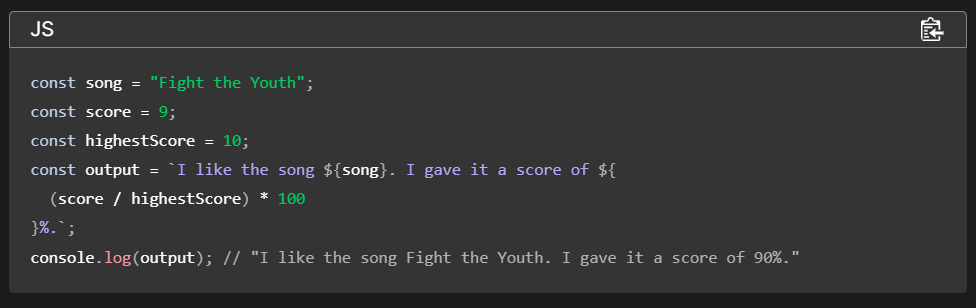 JS
const song = "Fight the Youth";
const score = 9;
const highestScore = 10;
const output = `I like the song ${song}. I gave it a score of ${
  (score / highestScore) * 100
}%.`;
console.log(output); // "I like the song Fight the Youth. I gave it a score of 90%."